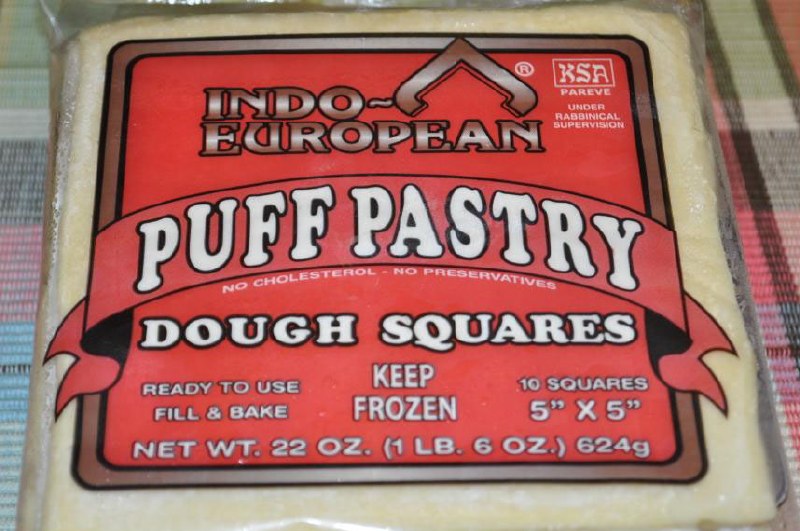 INDO~
EUROPEAN
®
KSA
PAREVE
UNDER
RABBINICAL
SUPERVISION
PUFF PASTRY
NO CHOLESTEROL - NO PRESERVATIVES
DOUGH SQUARES
READY TO USE
FILL & BAKE
KEEP
FROZEN
10 SQUARES
5” X 5”
NET WT. 22 OZ. (1 LB. 6 OZ.) 624g